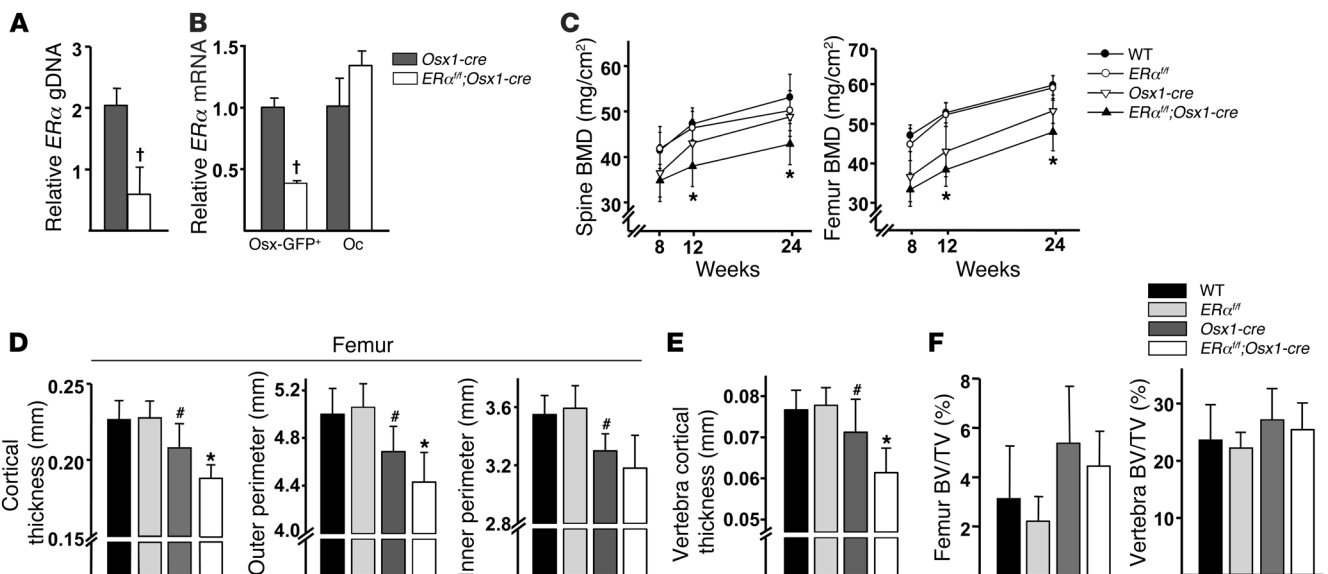 A
Relative ERα gDNA
3
2
1
†
B
Relative ERα mRNA
1.5
1.0
0.5
†
Osx-GFP⁺
Oc
Osx1-cre
ERαᶠ/ᶠ;Osx1-cre
C
Spine BMD (mg/cm²)
60
50
40
30
*
*
8 12 24
Weeks
Femur BMD (mg/cm²)
70
60
50
40
30
*
*
8 12 24
Weeks
WT
ERαᶠ/ᶠ
Osx1-cre
ERαᶠ/ᶠ;Osx1-cre
WT
ERαᶠ/ᶠ
Osx1-cre
ERαᶠ/ᶠ;Osx1-cre
D
Femur
Cortical
thickness (mm)
0.25
0.20
0.15
#
*
Outer perimeter (mm)
5.2
4.8
4.4
4.0
#
*
Inner perimeter (mm)
3.6
3.2
2.8
#
E
Vertebra cortical
thickness (mm)
0.08
0.07
0.06
0.05
#
*
F
Femur BV/TV (%)
8
6
4
2
Vertebra BV/TV (%)
30
20
10